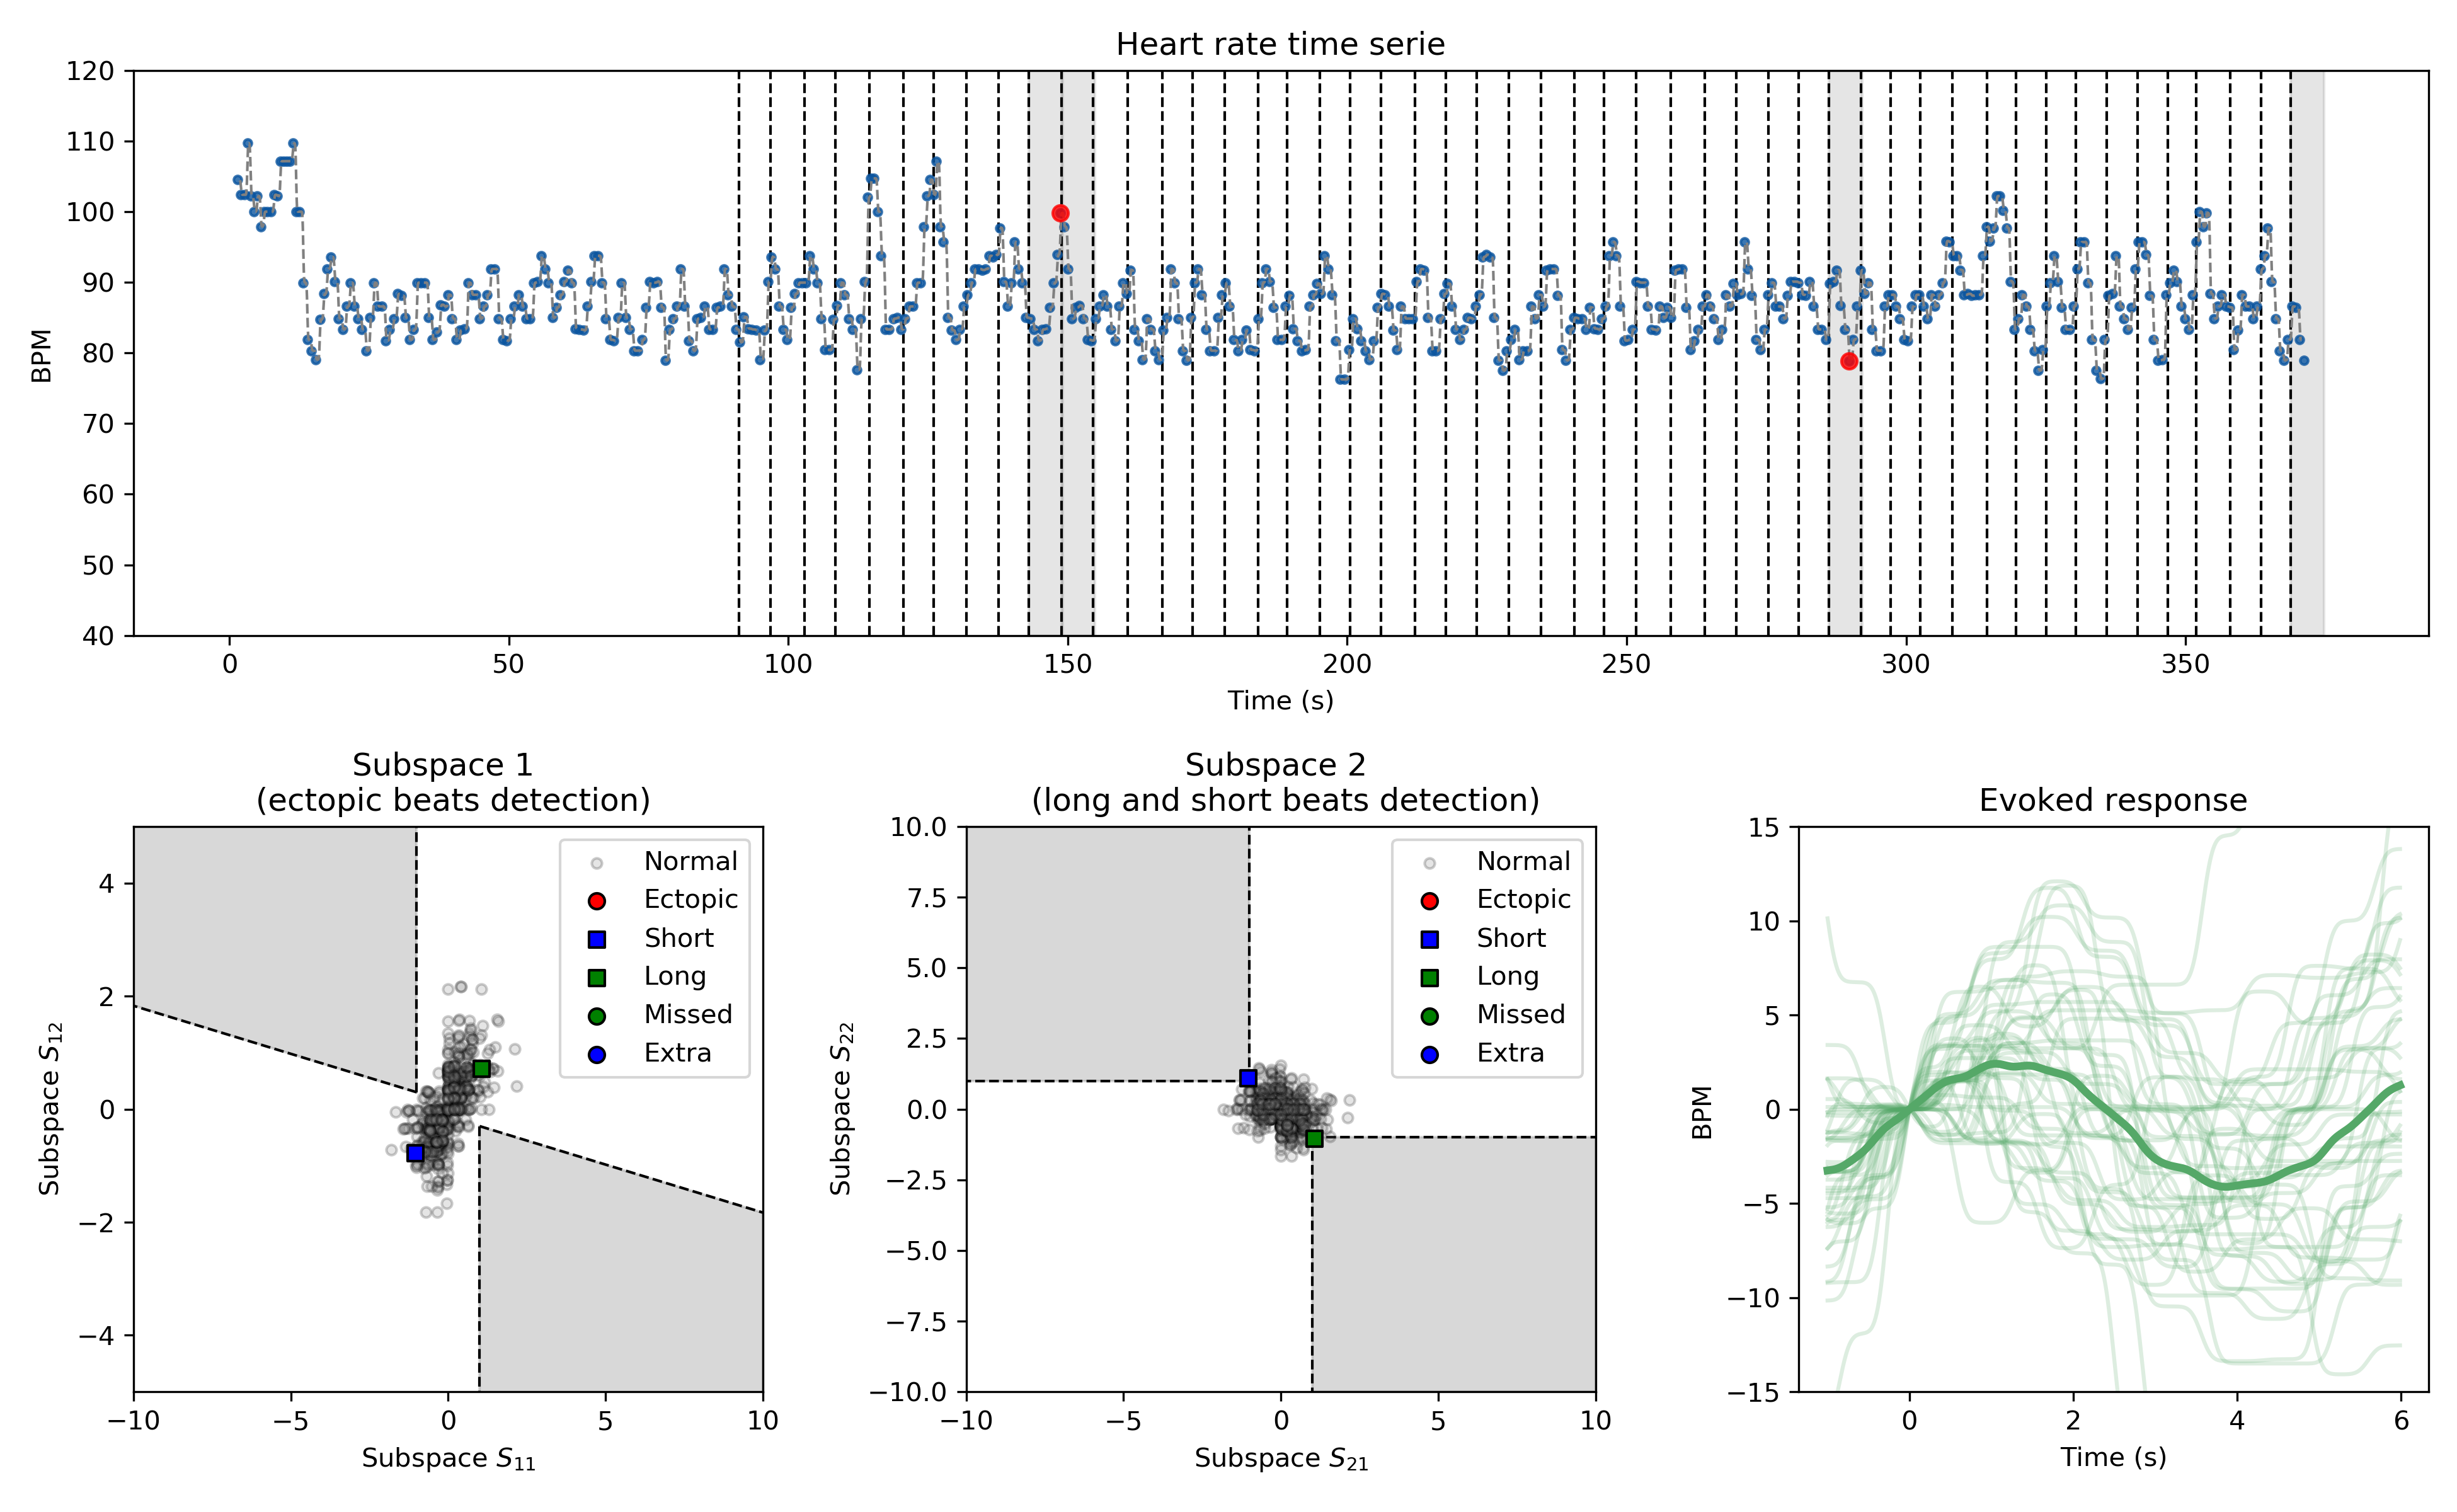 Heart rate time serie
120
110
100
90
80
70
60
50
40
BPM
0 50 100 150 200 250 300 350
Time (s)
Subspace 1
(ectopic beats detection)
4
2
0
−2
−4
Subspace S₁₂
Normal
Ectopic
Short
Long
Missed
Extra
−10 −5 0 5 10
Subspace S₁₁
Subspace 2
(long and short beats detection)
10.0
7.5
5.0
2.5
0.0
−2.5
−5.0
−7.5
−10.0
Subspace S₂₂
Normal
Ectopic
Short
Long
Missed
Extra
−10 −5 0 5 10
Subspace S₂₁
Evoked response
15
10
5
0
−5
−10
−15
BPM
0 2 4 6
Time (s)